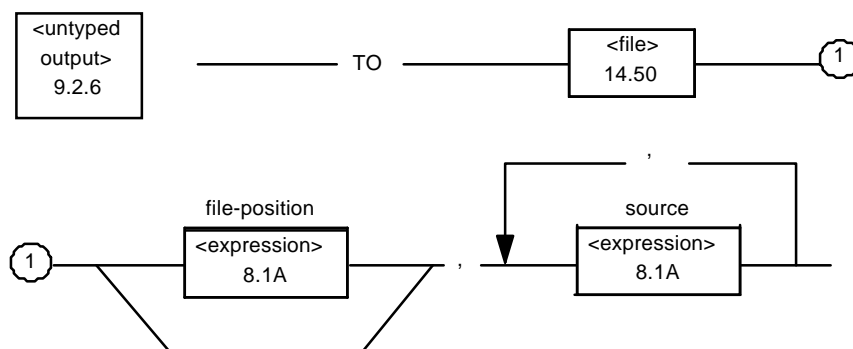 <untyped
output>
9.2.6
TO
<file>
14.50
1
,
file-position
source
1
<expression>
8.1A
,
<expression>
8.1A